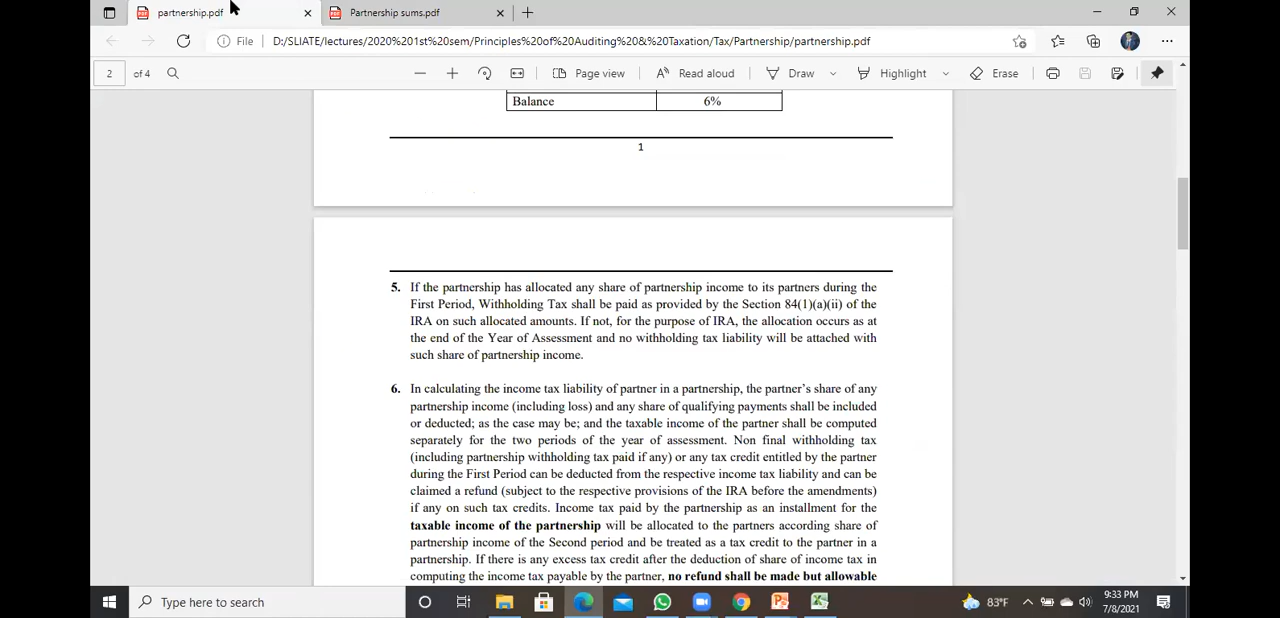 partnership.pdf
Partnership sums.pdf
File
D:/SLIATE/lectures/2020%201st%20sem/Principles%20of%20Auditing%20&%20Taxation/Tax/Partnership/partnership.pdf
2 of 4
Page view
Read aloud
Draw
Highlight
Erase
Balance 6%
1
5. If the partnership has allocated any share of partnership income to its partners during the
First Period, Withholding Tax shall be paid as provided by the Section 84(1)(a)(ii) of the
IRA on such allocated amounts. If not, for the purpose of IRA, the allocation occurs as at
the end of the Year of Assessment and no withholding tax liability will be attached with
such share of partnership income.
6. In calculating the income tax liability of partner in a partnership, the partner's share of any
partnership income (including loss) and any share of qualifying payments shall be included
or deducted; as the case may be; and the taxable income of the partner shall be computed
separately for the two periods of the year of assessment. Non final withholding tax
(including partnership withholding tax paid if any) or any tax credit entitled by the partner
during the First Period can be deducted from the respective income tax liability and can be
claimed a refund (subject to the respective provisions of the IRA before the amendments)
if any on such tax credits. Income tax paid by the partnership as an installment for the
taxable income of the partnership will be allocated to the partners according share of
partnership income of the Second period and be treated as a tax credit to the partner in a
partnership. If there is any excess tax credit after the deduction of share of income tax in
computing the income tax payable by the partner, no refund shall be made but allowable
Type here to search
83°F
9:33 PM
7/8/2021